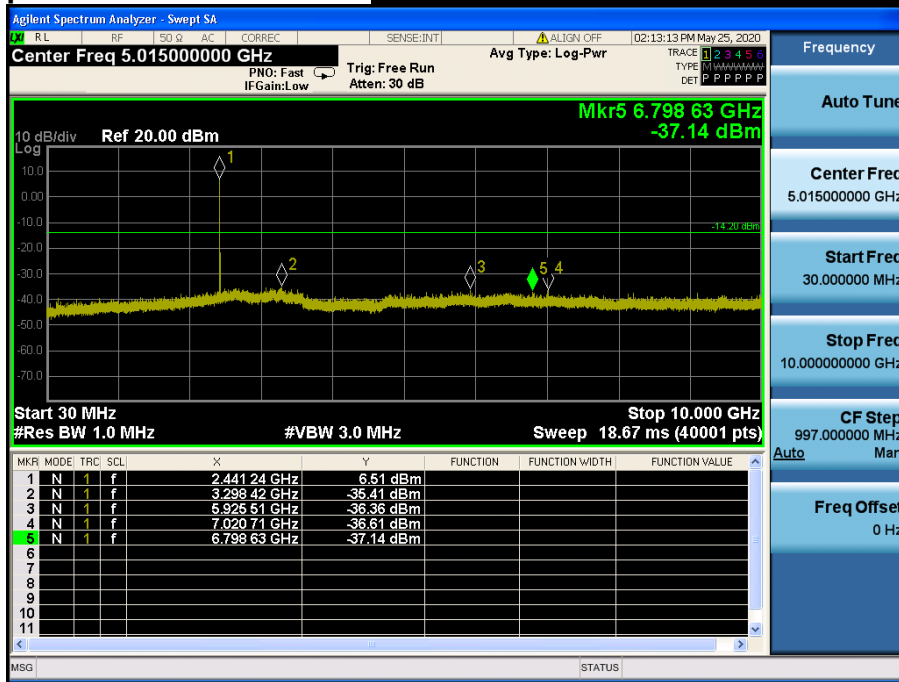 Agilent Spectrum Analyzer - Swept SA
LXI RL RF 50 Ω AC CORREC SENSE:INT ALIGN OFF 02:13:13 PM May 25, 2020
Center Freq 5.015000000 GHz
PNO: Fast
IFGain:Low
Trig: Free Run
Atten: 30 dB
Avg Type: Log-Pwr
TRACE 1 2 3 4 5 6
TYPE M WWWWW
DET P P P P P P
Mkr5 6.798 63 GHz
-37.14 dBm
10 dB/div Ref 20.00 dBm
Log
10.0
0.00
-10.0
-20.0
-30.0
-40.0
-50.0
-60.0
-70.0
1
2
3
5
4
-14.20 dBm
Start 30 MHz Stop 10.000 GHz
#Res BW 1.0 MHz #VBW 3.0 MHz Sweep 18.67 ms (40001 pts)
MKR MODE TRC SCL X Y FUNCTION FUNCTION WIDTH FUNCTION VALUE
1 N 1 f 2.441 24 GHz 6.51 dBm
2 N 1 f 3.298 42 GHz -35.41 dBm
3 N 1 f 5.925 51 GHz -36.36 dBm
4 N 1 f 7.020 71 GHz -36.61 dBm
5 N 1 f 6.798 63 GHz -37.14 dBm
6
7
8
9
10
11
MSG STATUS
Frequency
Auto Tune
Center Freq
5.015000000 GHz
Start Freq
30.000000 MHz
Stop Freq
10.000000000 GHz
CF Step
997.000000 MHz
Auto Man
Freq Offset
0 Hz